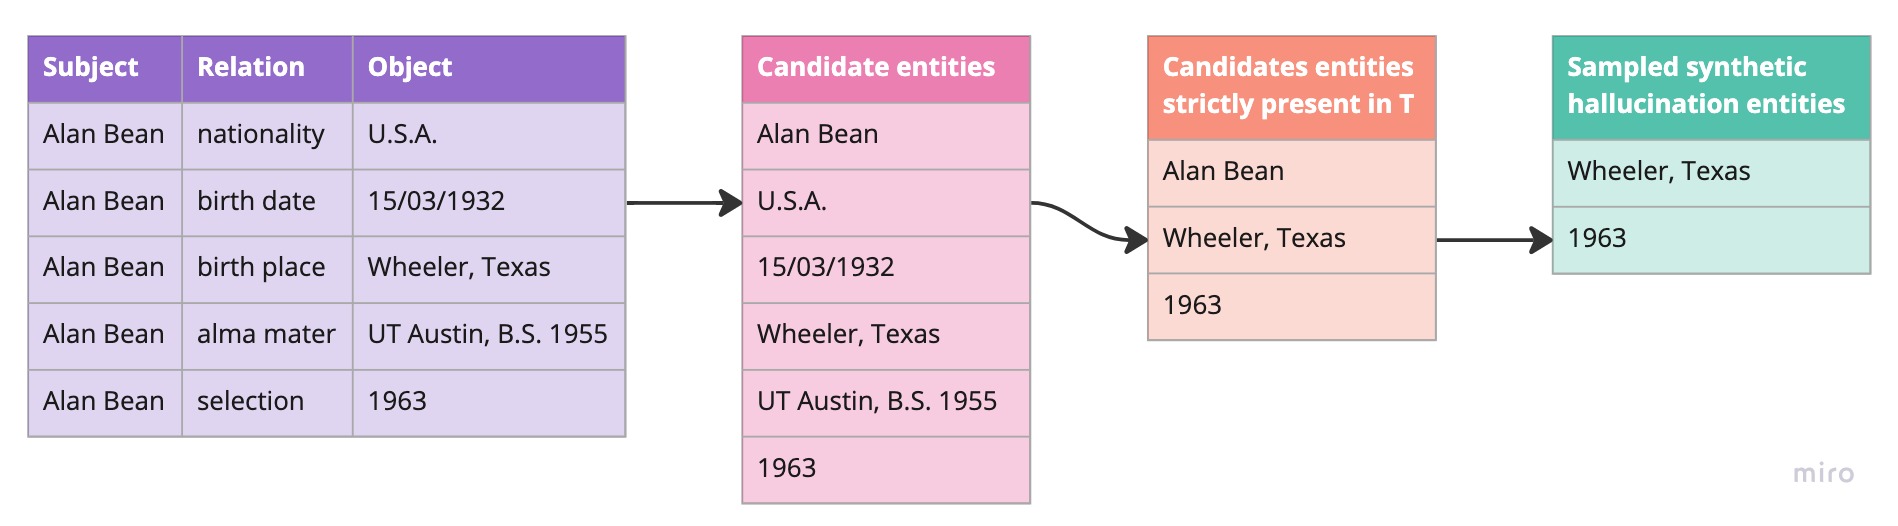 Subject Relation Object
Alan Bean nationality U.S.A.
Alan Bean birth date 15/03/1932
Alan Bean birth place Wheeler, Texas
Alan Bean alma mater UT Austin, B.S. 1955
Alan Bean selection 1963
Candidate entities
Alan Bean
U.S.A.
15/03/1932
Wheeler, Texas
UT Austin, B.S. 1955
1963
Candidates entities
strictly present in T
Alan Bean
Wheeler, Texas
1963
Sampled synthetic
hallucination entities
Wheeler, Texas
1963
miro